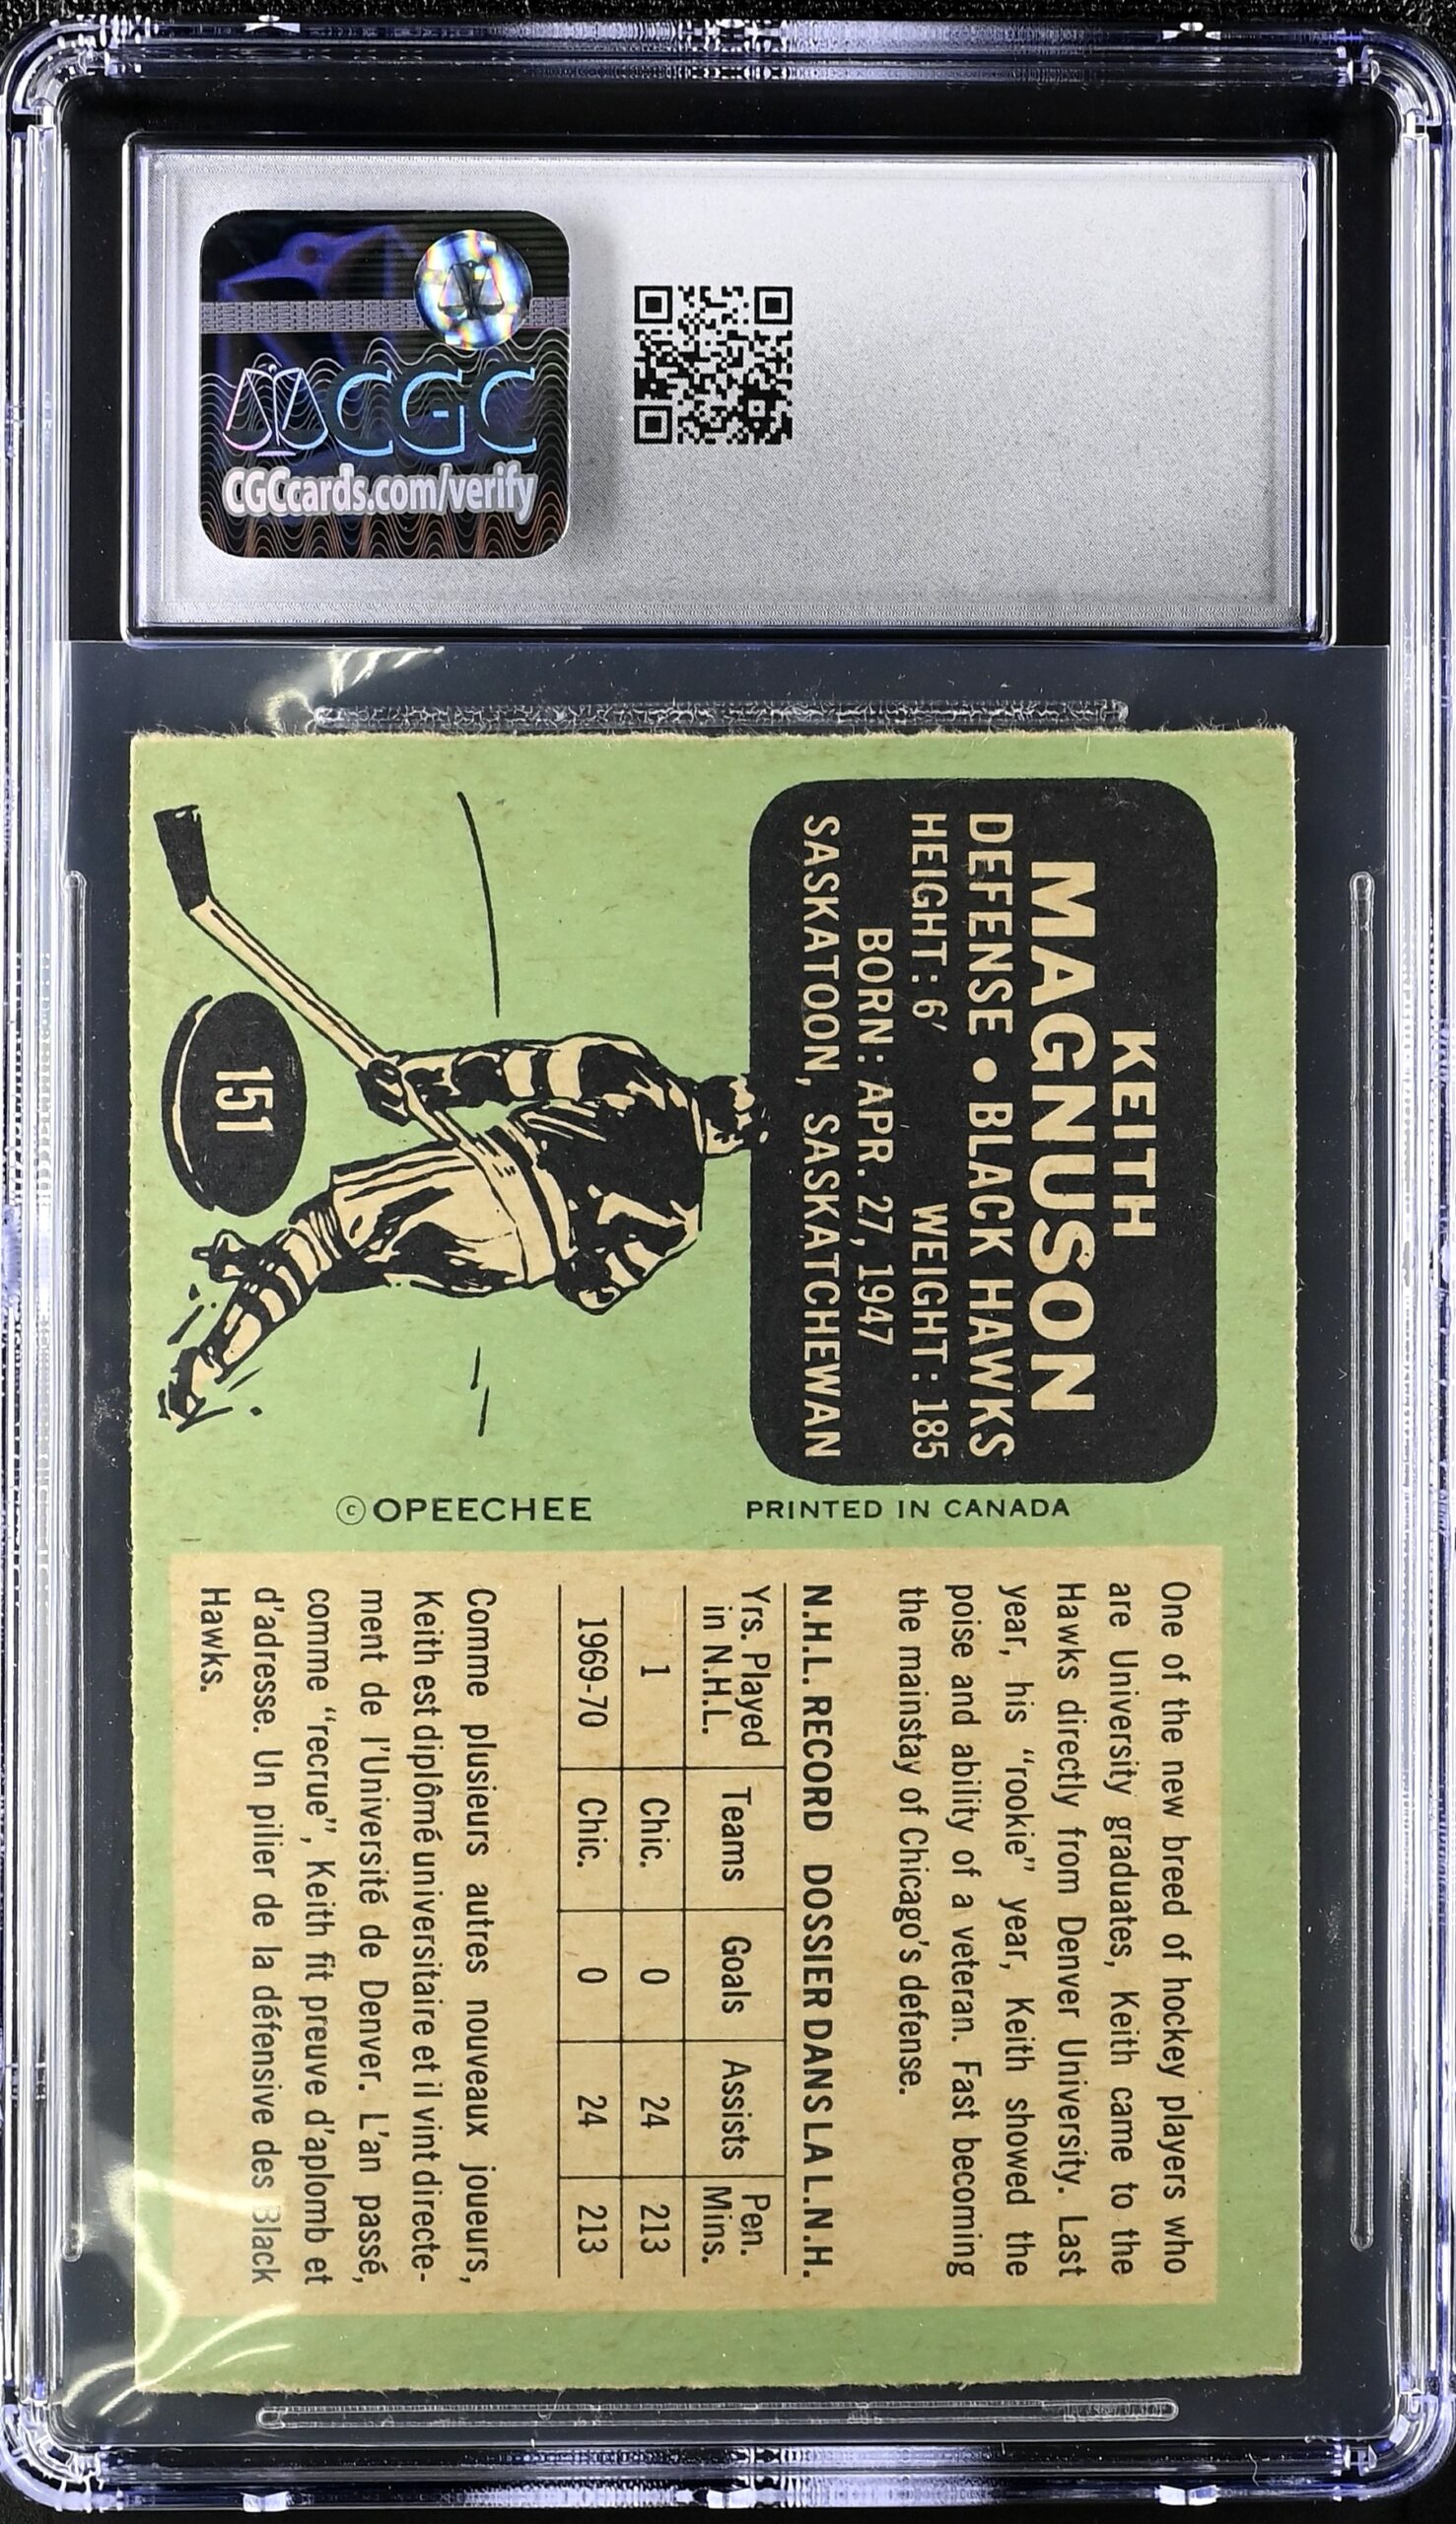 CGC
CGCcards.com/verify
KEITH
MAGNUSON
DEFENSE • BLACK HAWKS
HEIGHT: 6' WEIGHT: 185
BORN: APR. 27, 1947
SASKATOON, SASKATCHEWAN
151
PRINTED IN CANADA
© OPEECHEE
One of the new breed of hockey players who
are University graduates, Keith came to the
Hawks directly from Denver University. Last
year, his "rookie" year, Keith showed the
poise and ability of a veteran. Fast becoming
the mainstay of Chicago's defense.
N.H.L. RECORD DOSSIER DANS LA L.N.H.
Yrs. Played in N.H.L. Teams Goals Assists Pen. Mins.
1 Chic. 0 24 213
1969-70 Chic. 0 24 213
Comme plusieurs autres nouveaux joueurs,
Keith est diplômé universitaire et il vint directe-
ment de l'Université de Denver. L'an passé,
comme "recrue", Keith fit preuve d'aplomb et
d'adresse. Un pilier de la défensive des Black
Hawks.